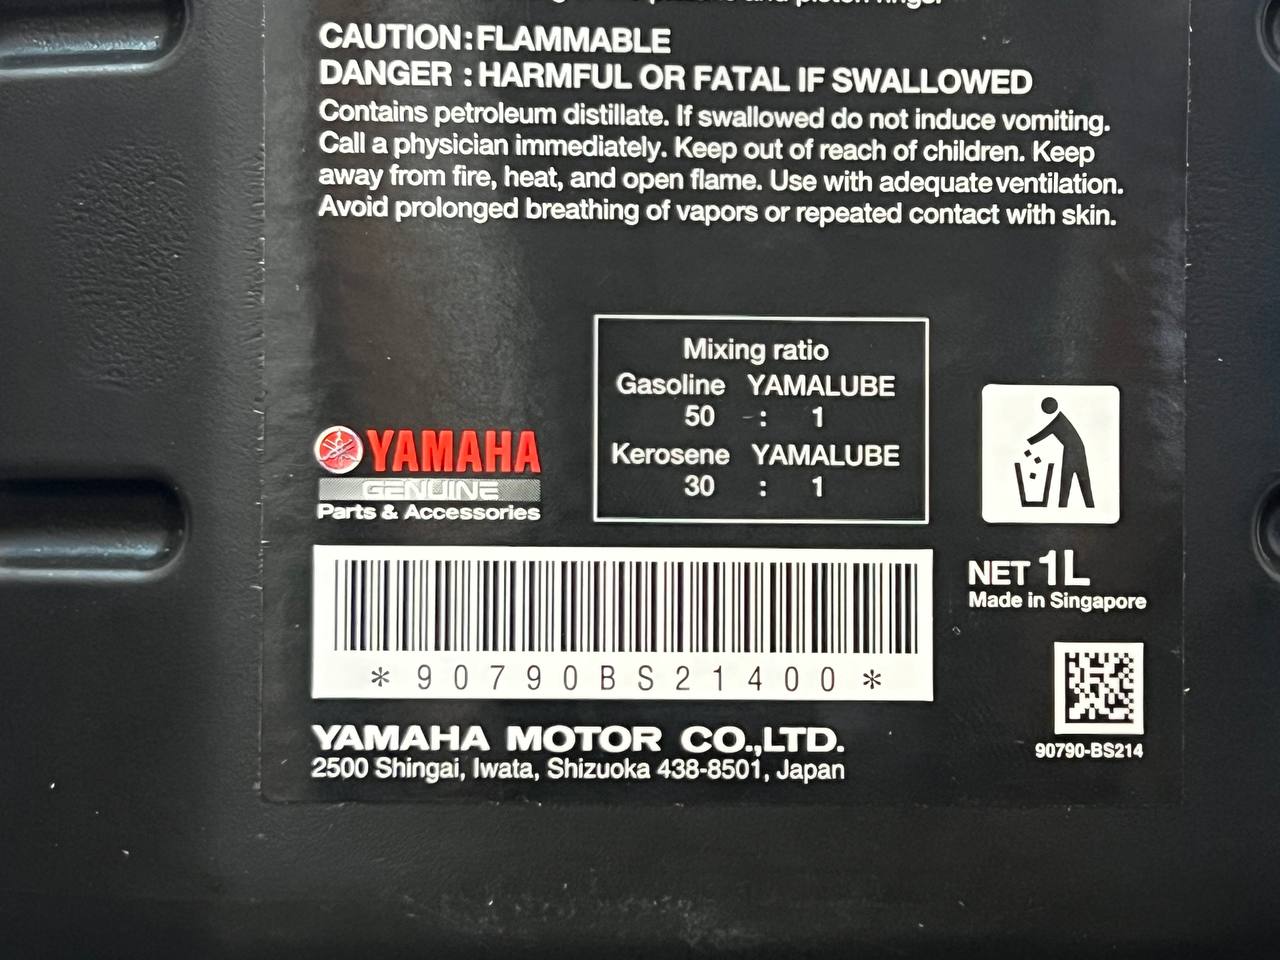 and piston rings.
CAUTION:FLAMMABLE
DANGER : HARMFUL OR FATAL IF SWALLOWED
Contains petroleum distillate. If swallowed do not induce vomiting.
Call a physician immediately. Keep out of reach of children. Keep
away from fire, heat, and open flame. Use with adequate ventilation.
Avoid prolonged breathing of vapors or repeated contact with skin.
Mixing ratio
Gasoline YAMALUBE
50 : 1
Kerosene YAMALUBE
30 : 1
YAMAHA
GENUINE
Parts & Accessories
NET 1L
Made in Singapore
*90790BS21400*
90790-BS214
YAMAHA MOTOR CO.,LTD.
2500 Shingai, Iwata, Shizuoka 438-8501, Japan